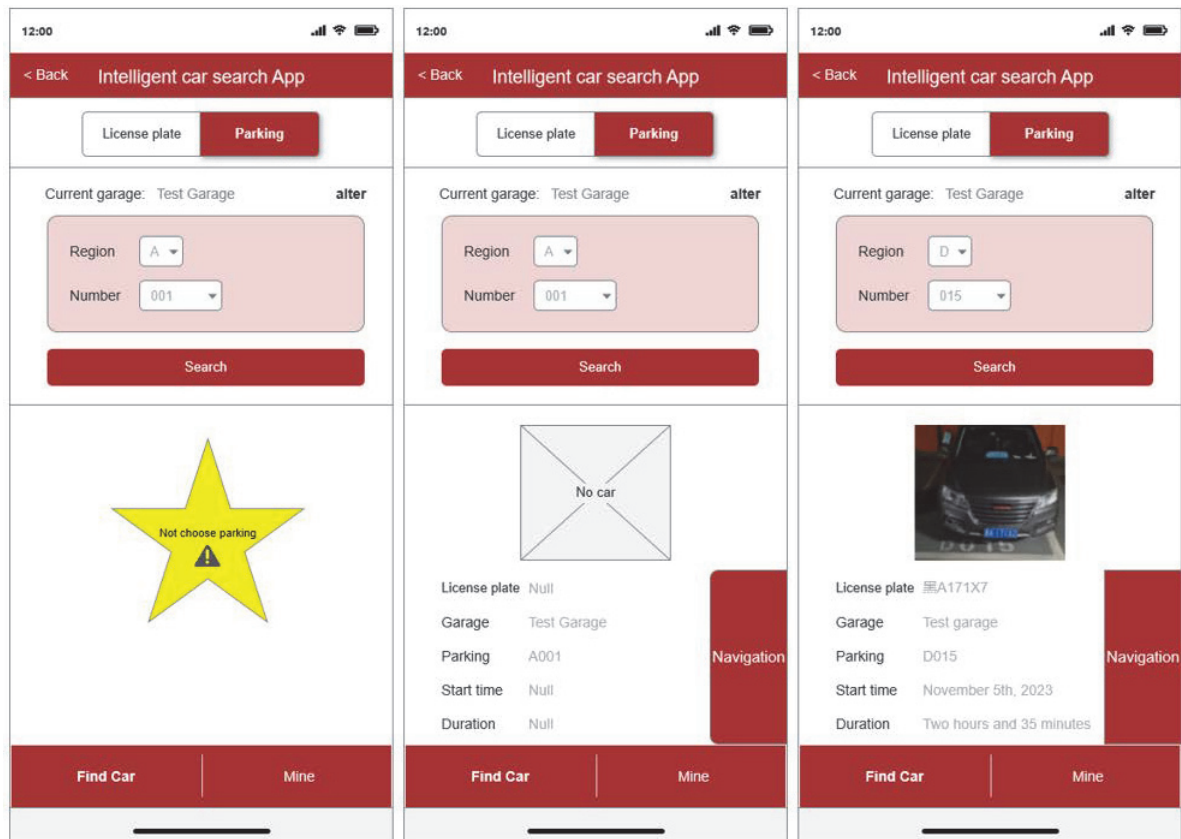 12:00
< Back Intelligent car search App
License plate Parking
Current garage: Test Garage alter
Region A
Number 001
Search
Not choose parking
Find Car Mine
12:00
< Back Intelligent car search App
License plate Parking
Current garage: Test Garage alter
Region A
Number 001
Search
No car
License plate Null
Garage Test Garage
Parking A001
Start time Null
Duration Null
Navigation
Find Car Mine
12:00
< Back Intelligent car search App
License plate Parking
Current garage: Test Garage alter
Region D
Number 015
Search
D015
License plate 黑A171X7
Garage Test garage
Parking D015
Start time November 5th, 2023
Duration Two hours and 35 minutes
Navigation
Find Car Mine